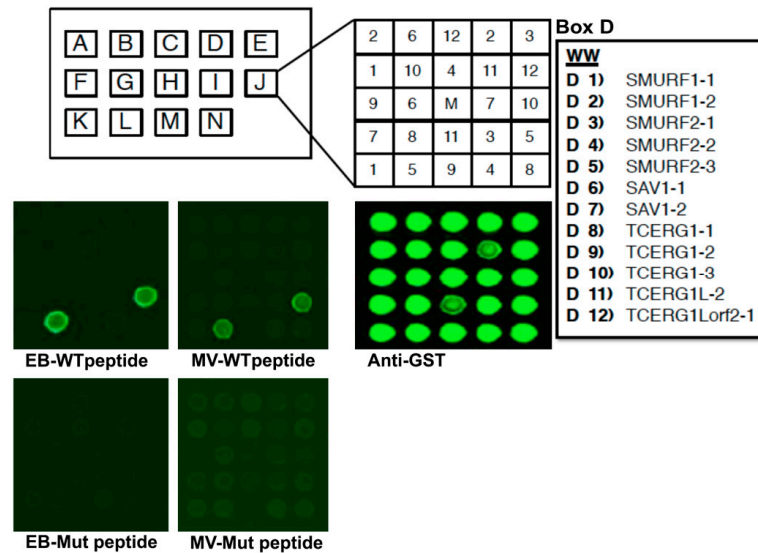 A B C D E
F G H I J
K L M N
2 6 12 2 3
1 10 4 11 12
9 6 M 7 10
7 8 11 3 5
1 5 9 4 8
Box D
WW
D 1) SMURF1-1
D 2) SMURF1-2
D 3) SMURF2-1
D 4) SMURF2-2
D 5) SMURF2-3
D 6) SAV1-1
D 7) SAV1-2
D 8) TCERG1-1
D 9) TCERG1-2
D 10) TCERG1-3
D 11) TCERG1L-2
D 12) TCERG1Lorf2-1
EB-WTpeptide MV-WTpeptide Anti-GST
EB-Mut peptide MV-Mut peptide